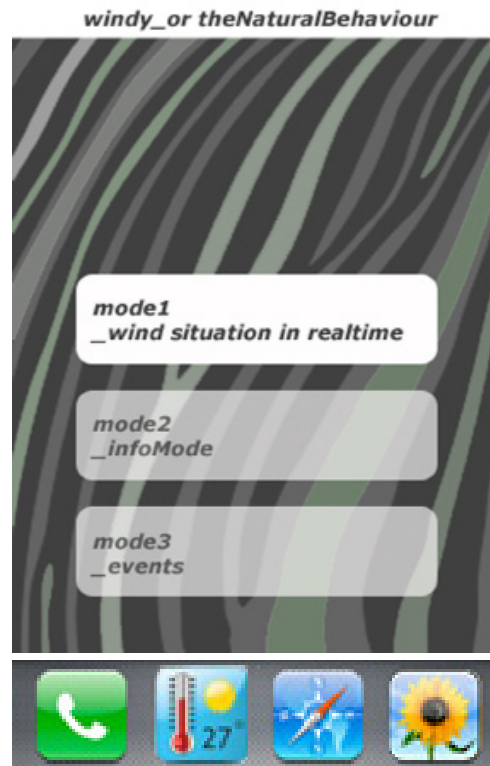 windy_or theNaturalBehaviour
mode1
_wind situation in realtime
mode2
_infoMode
mode3
_events
27°